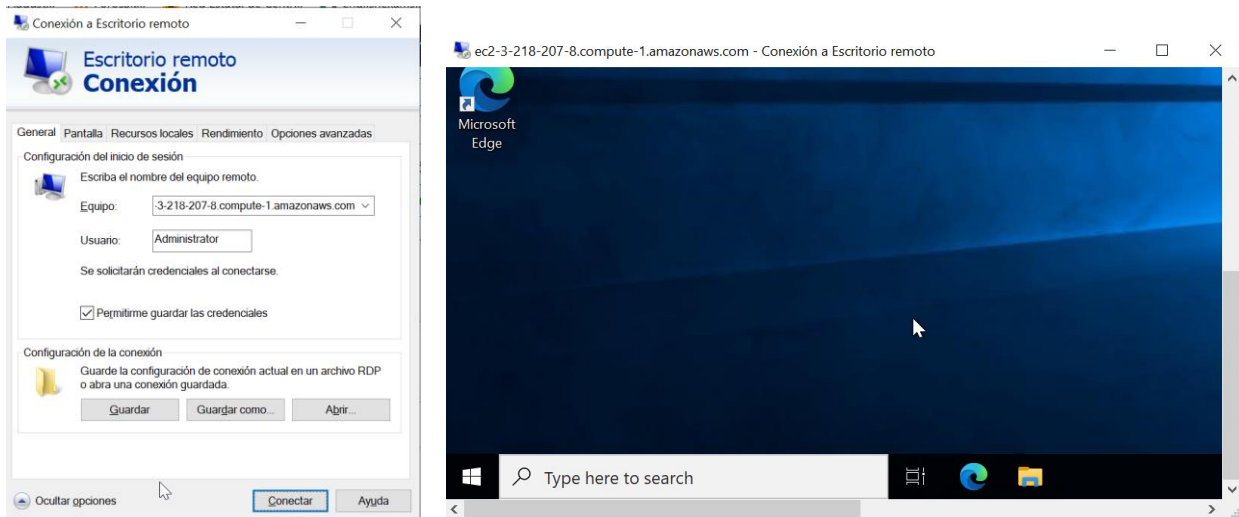 Conexión a Escritorio remoto
Escritorio remoto
Conexión
General Pantalla Recursos locales Rendimiento Opciones avanzadas
Configuración del inicio de sesión
Escriba el nombre del equipo remoto.
Equipo: -3-218-207-8.compute-1.amazonaws.com
Usuario: Administrator
Se solicitarán credenciales al conectarse.
Permitirme guardar las credenciales
Configuración de la conexión
Guarde la configuración de conexión actual en un archivo RDP
o abra una conexión guardada.
Guardar Guardar como... Abrir...
Ocultar opciones Conectar Ayuda
ec2-3-218-207-8.compute-1.amazonaws.com - Conexión a Escritorio remoto
Microsoft
Edge
Type here to search